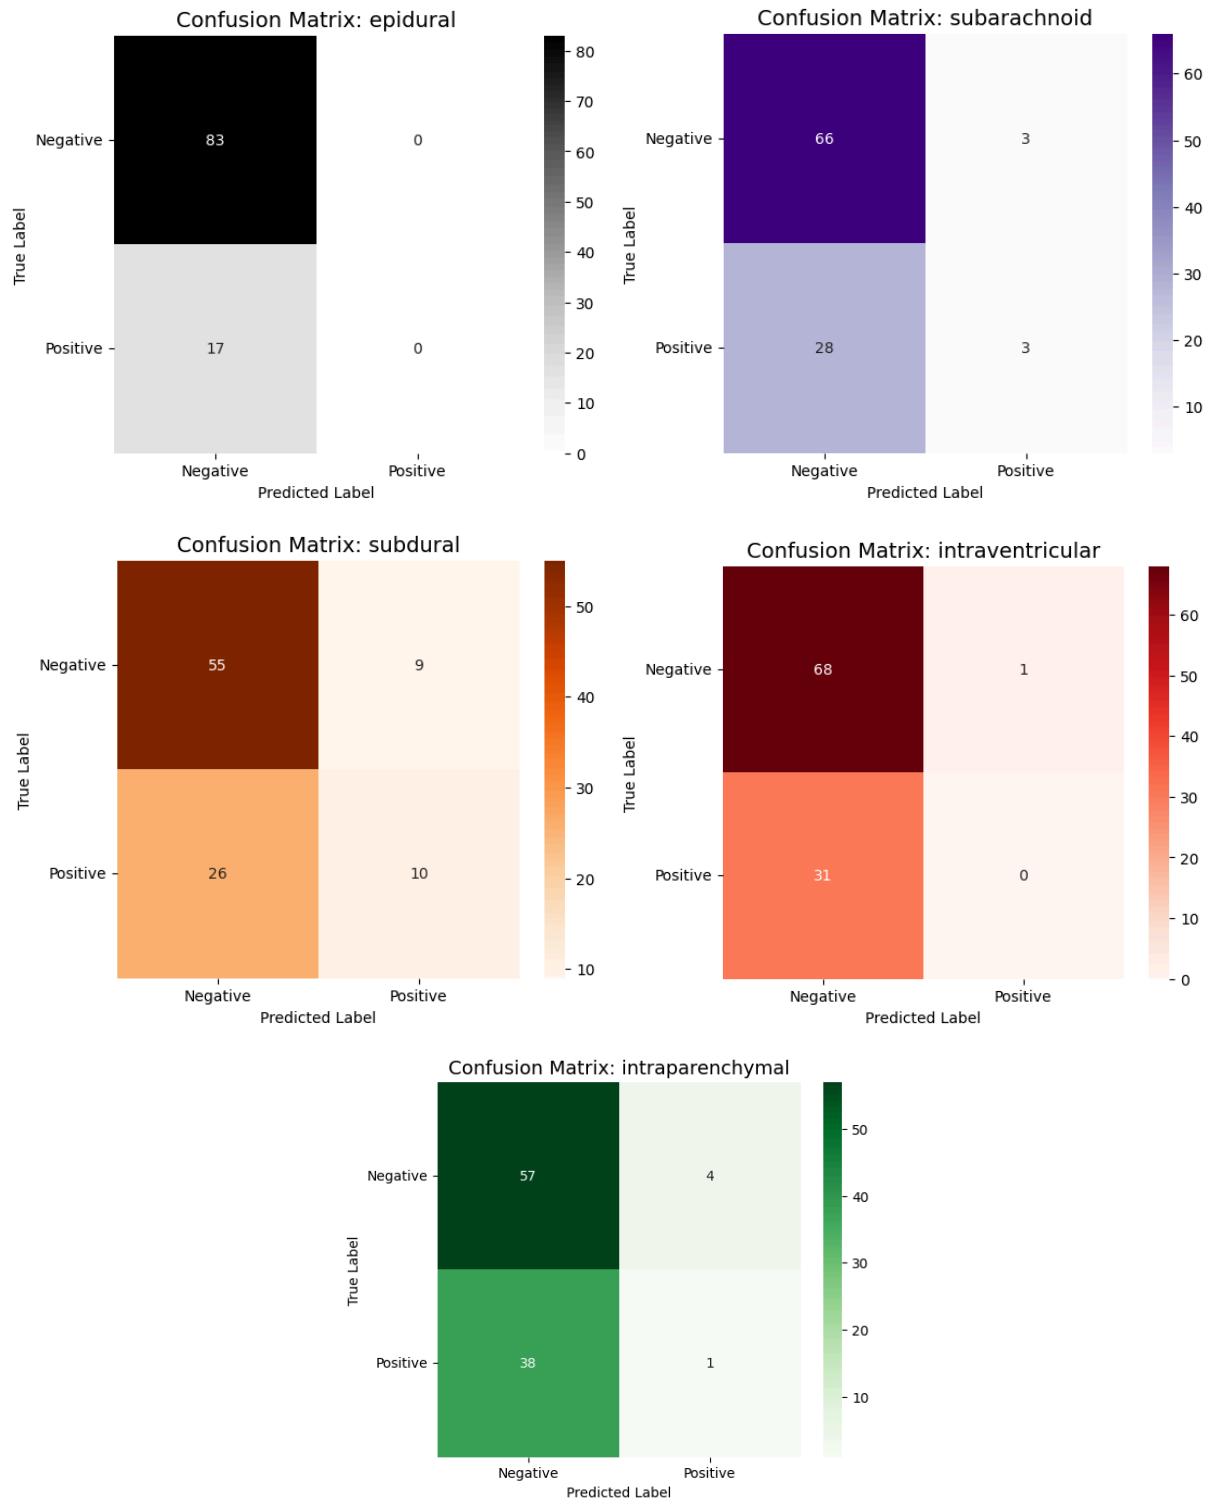 Confusion Matrix: epidural
80
70
60
50
40
30
20
10
0
Negative
83
0
Positive
17
0
True Label
Negative
Positive
Predicted Label
Confusion Matrix: subarachnoid
60
50
40
30
20
10
Negative
66
3
Positive
28
3
True Label
Negative
Positive
Predicted Label
Confusion Matrix: subdural
50
40
30
20
10
Negative
55
9
Positive
26
10
True Label
Negative
Positive
Predicted Label
Confusion Matrix: intraventricular
60
50
40
30
20
10
0
Negative
68
1
Positive
31
0
True Label
Negative
Positive
Predicted Label
Confusion Matrix: intraparenchymal
50
40
30
20
10
Negative
57
4
Positive
38
1
True Label
Negative
Positive
Predicted Label